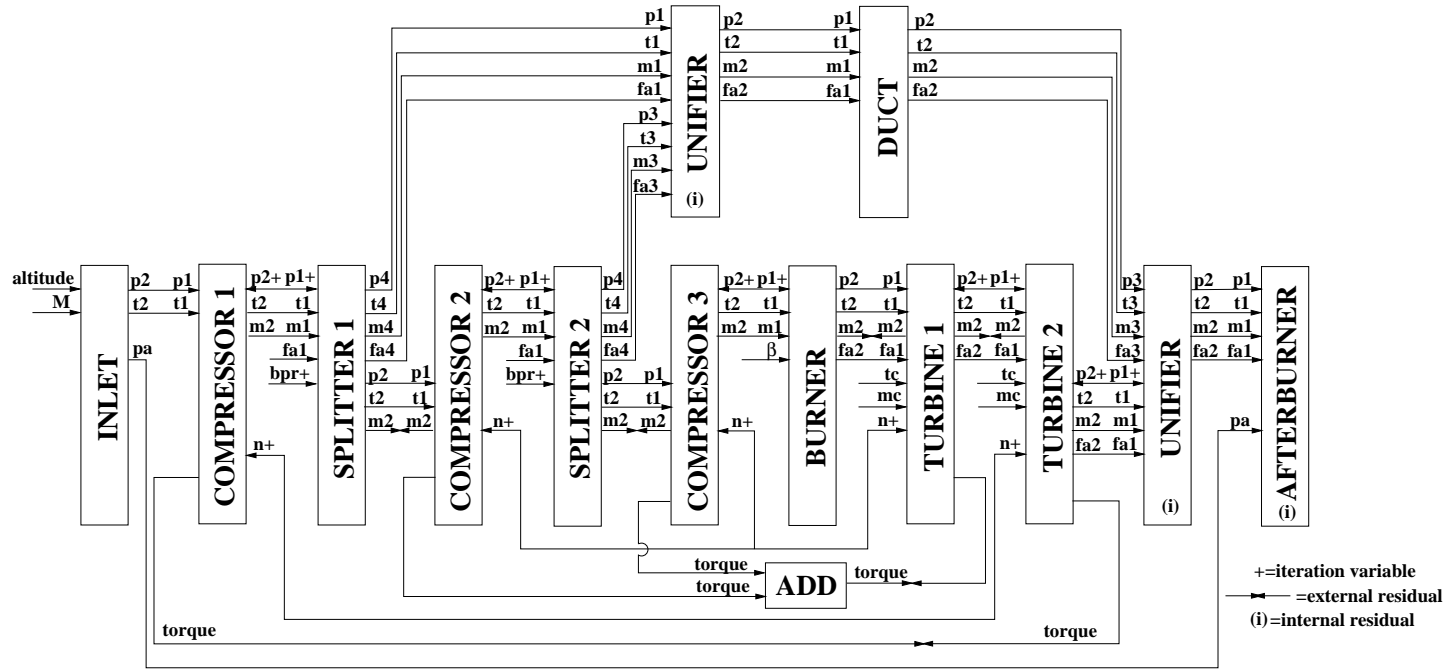 p1 p2 p1 p2
t1 t2 t1 t2
m1 m2 m1 m2
fa1 fa2 fa1 fa2
p3
t3
m3
fa3
UNIFIER
(i)
DUCT
altitude
M
INLET
p2 p1
t2 t1
pa
COMPRESSOR 1
p2+ p1+
t2 t1
m2 m1
fa1
bpr+
n+
SPLITTER 1
p4
t4
m4
fa4
p2 p1
t2 t1
m2 m2
COMPRESSOR 2
p2+ p1+
t2 t1
m2 m1
fa1
bpr+
n+
SPLITTER 2
p4
t4
m4
fa4
p2 p1
t2 t1
m2 m2
COMPRESSOR 3
p2+ p1+
t2 t1
m2 m1
β
n+
BURNER
p2 p1
t2 t1
m2 m2
fa2 fa1
tc
mc
n+
TURBINE 1
p2+ p1+
t2 t1
m2 m2
fa2 fa1
tc
mc
n+
TURBINE 2
p3
t3
m3
fa3
p2+ p1+
t2 t1
m2 m1
fa2 fa1
UNIFIER
(i)
p2 p1
t2 t1
m2 m1
fa2 fa1
pa
AFTERBURNER
(i)
torque
torque
ADD
torque
torque
torque
+=iteration variable
=external residual
(i)=internal residual